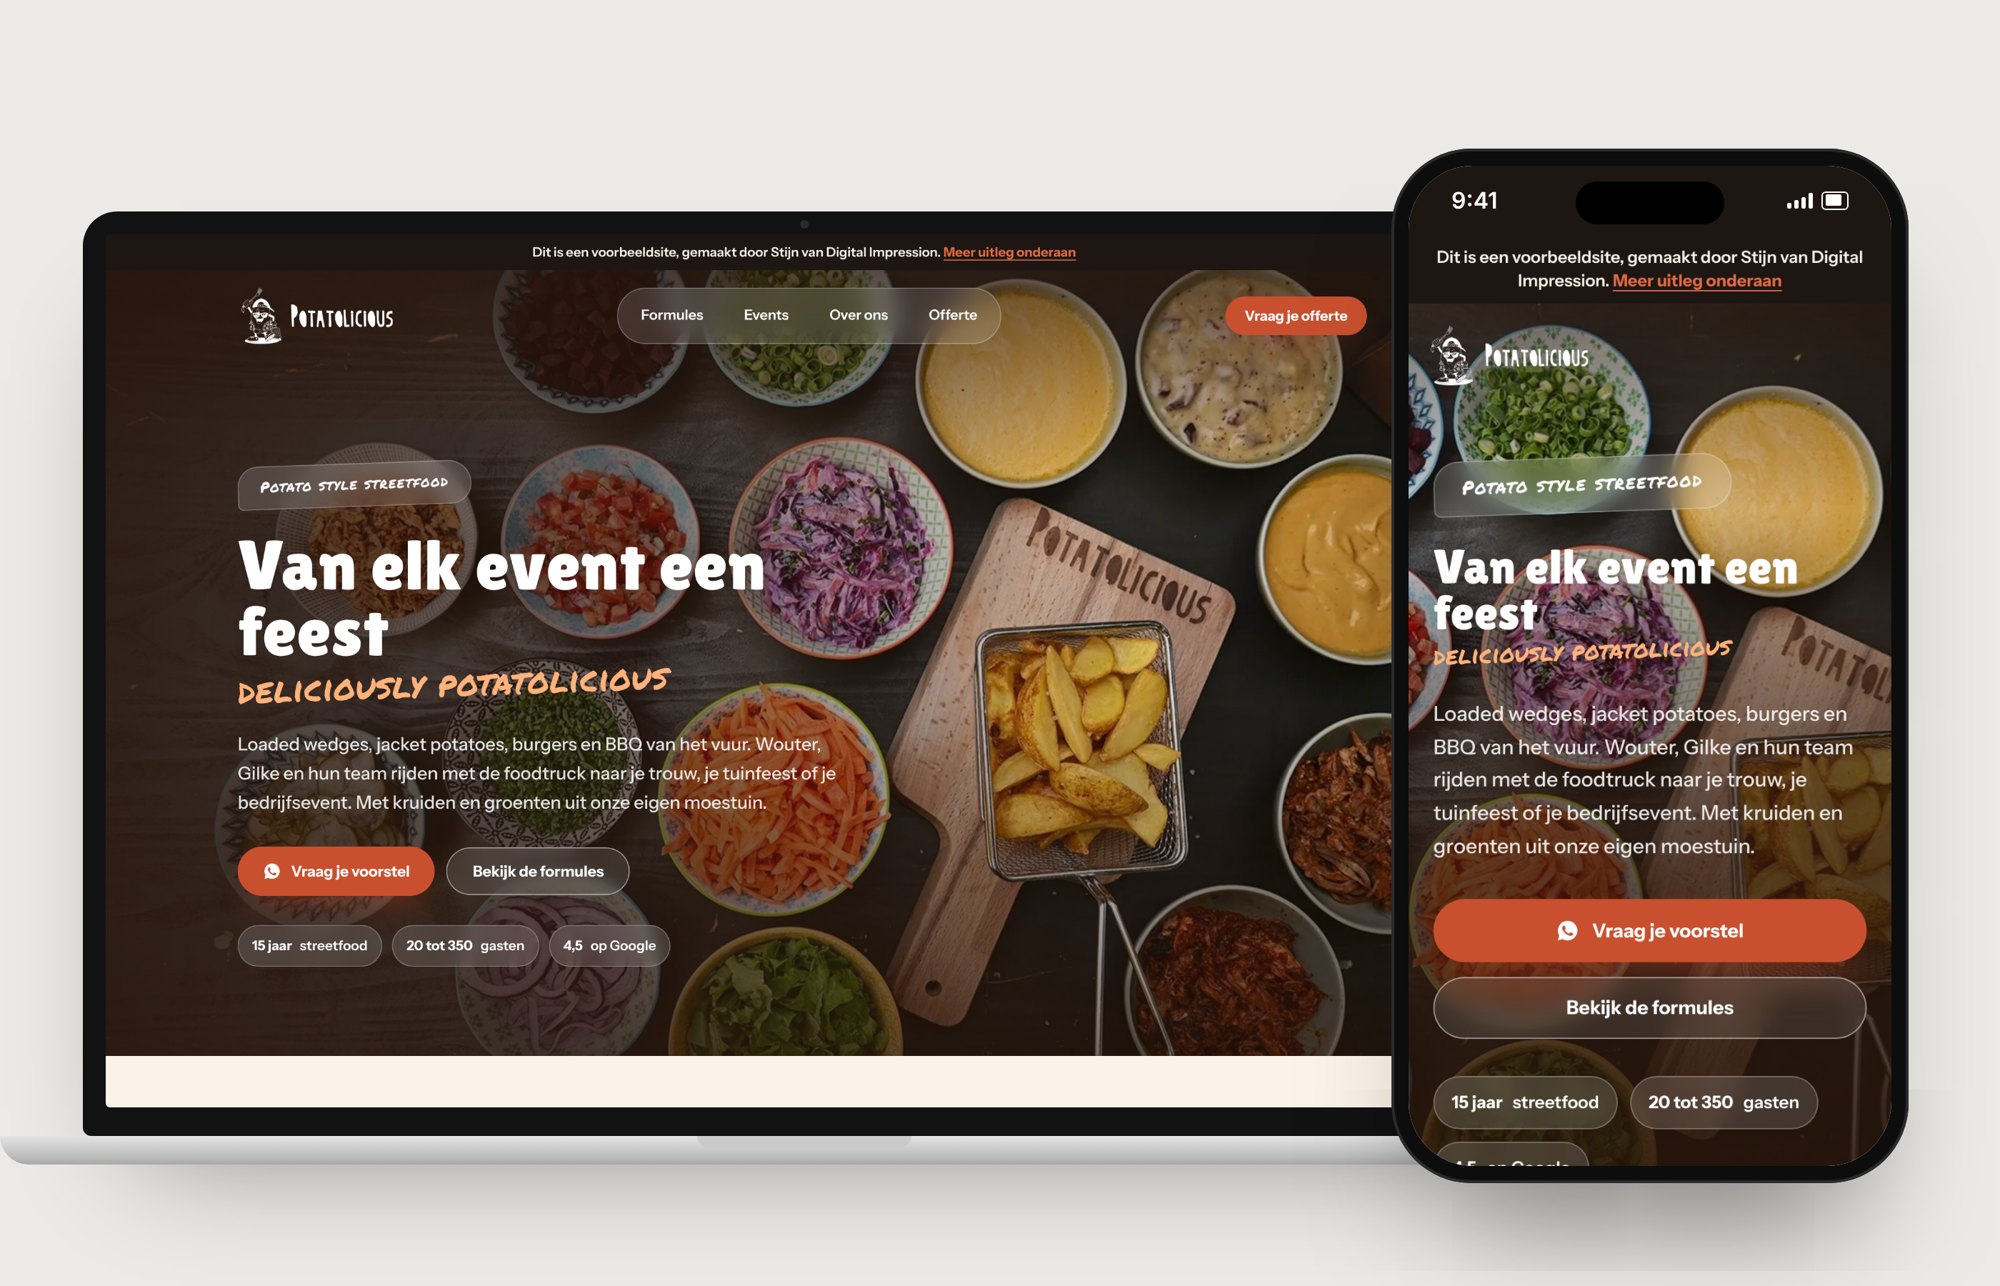 Dit is een voorbeeldsite, gemaakt door Stijn van Digital Impression. Meer uitleg onderaan
POTATOLICIOUS
Formules Events Over ons Offerte
Vraag je offerte
POTATO STYLE STREETFOOD
Van elk event een
feest
DELICIOUSLY POTATOLICIOUS
Loaded wedges, jacket potatoes, burgers en BBQ van het vuur. Wouter,
Gilke en hun team rijden met de foodtruck naar je trouw, je tuinfeest of je
bedrijfsevent. Met kruiden en groenten uit onze eigen moestuin.
Vraag je voorstel
Bekijk de formules
15 jaar streetfood
20 tot 350 gasten
4,5 op Google
POTATOLICIOUS
9:41
Dit is een voorbeeldsite, gemaakt door Stijn van Digital
Impression. Meer uitleg onderaan
POTATOLICIOUS
POTATO STYLE STREETFOOD
Van elk event een
feest
DELICIOUSLY POTATOLICIOUS
POTATOL
Loaded wedges, jacket potatoes, burgers en
BBQ van het vuur. Wouter, Gilke en hun team
rijden met de foodtruck naar je trouw, je
tuinfeest of je bedrijfsevent. Met kruiden en
groenten uit onze eigen moestuin.
Vraag je voorstel
Bekijk de formules
15 jaar streetfood
20 tot 350 gasten
4,5 op Google